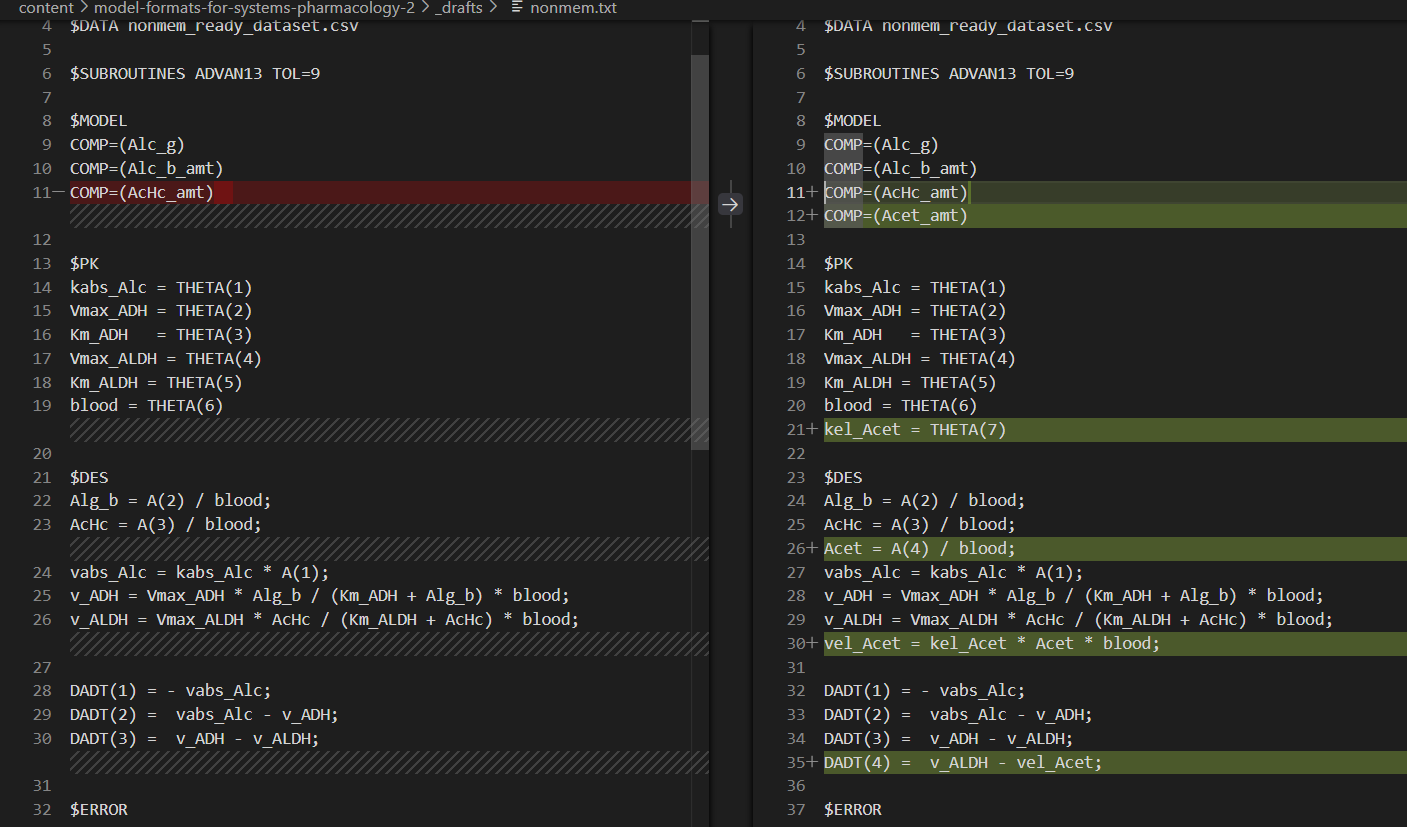 content > model-formats-for-systems-pharmacology-2 > _drafts > nonmem.txt
4 $DATA nonmem_ready_dataset.csv
5
6 $SUBROUTINES ADVAN13 TOL=9
7
8 $MODEL
9 COMP=(Alc_g)
10 COMP=(Alc_b_amt)
11— COMP=(AcHc_amt)
12
13 $PK
14 kabs_Alc = THETA(1)
15 Vmax_ADH = THETA(2)
16 Km_ADH   = THETA(3)
17 Vmax_ALDH = THETA(4)
18 Km_ALDH = THETA(5)
19 blood = THETA(6)
20
21 $DES
22 Alg_b = A(2) / blood;
23 AcHc = A(3) / blood;
24 vabs_Alc = kabs_Alc * A(1);
25 v_ADH = Vmax_ADH * Alg_b / (Km_ADH + Alg_b) * blood;
26 v_ALDH = Vmax_ALDH * AcHc / (Km_ALDH + AcHc) * blood;
27
28 DADT(1) = - vabs_Alc;
29 DADT(2) =  vabs_Alc - v_ADH;
30 DADT(3) =  v_ADH - v_ALDH;
31
32 $ERROR
4 $DATA nonmem_ready_dataset.csv
5
6 $SUBROUTINES ADVAN13 TOL=9
7
8 $MODEL
9 COMP=(Alc_g)
10 COMP=(Alc_b_amt)
11+ COMP=(AcHc_amt)
12+ COMP=(Acet_amt)
13
14 $PK
15 kabs_Alc = THETA(1)
16 Vmax_ADH = THETA(2)
17 Km_ADH   = THETA(3)
18 Vmax_ALDH = THETA(4)
19 Km_ALDH = THETA(5)
20 blood = THETA(6)
21+ kel_Acet = THETA(7)
22
23 $DES
24 Alg_b = A(2) / blood;
25 AcHc = A(3) / blood;
26+ Acet = A(4) / blood;
27 vabs_Alc = kabs_Alc * A(1);
28 v_ADH = Vmax_ADH * Alg_b / (Km_ADH + Alg_b) * blood;
29 v_ALDH = Vmax_ALDH * AcHc / (Km_ALDH + AcHc) * blood;
30+ vel_Acet = kel_Acet * Acet * blood;
31
32 DADT(1) = - vabs_Alc;
33 DADT(2) =  vabs_Alc - v_ADH;
34 DADT(3) =  v_ADH - v_ALDH;
35+ DADT(4) =  v_ALDH - vel_Acet;
36
37 $ERROR